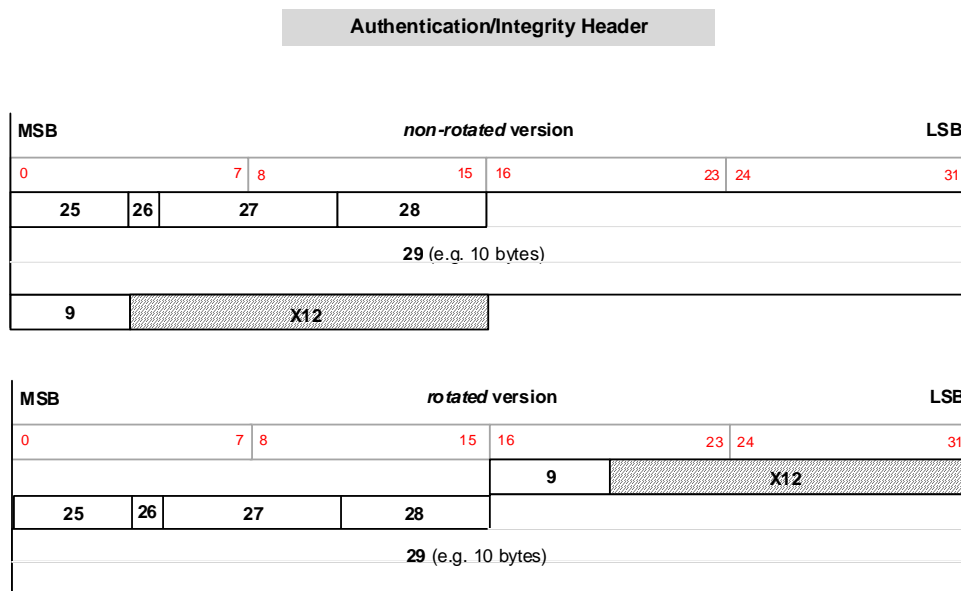 Authentication/Integrity Header
MSB non-rotated version LSB
0 7 8 15 16 23 24 31
25 26 27 28
29 (e.g. 10 bytes)
9 X12
MSB rotated version LSB
0 7 8 15 16 23 24 31
9 X12
25 26 27 28
29 (e.g. 10 bytes)